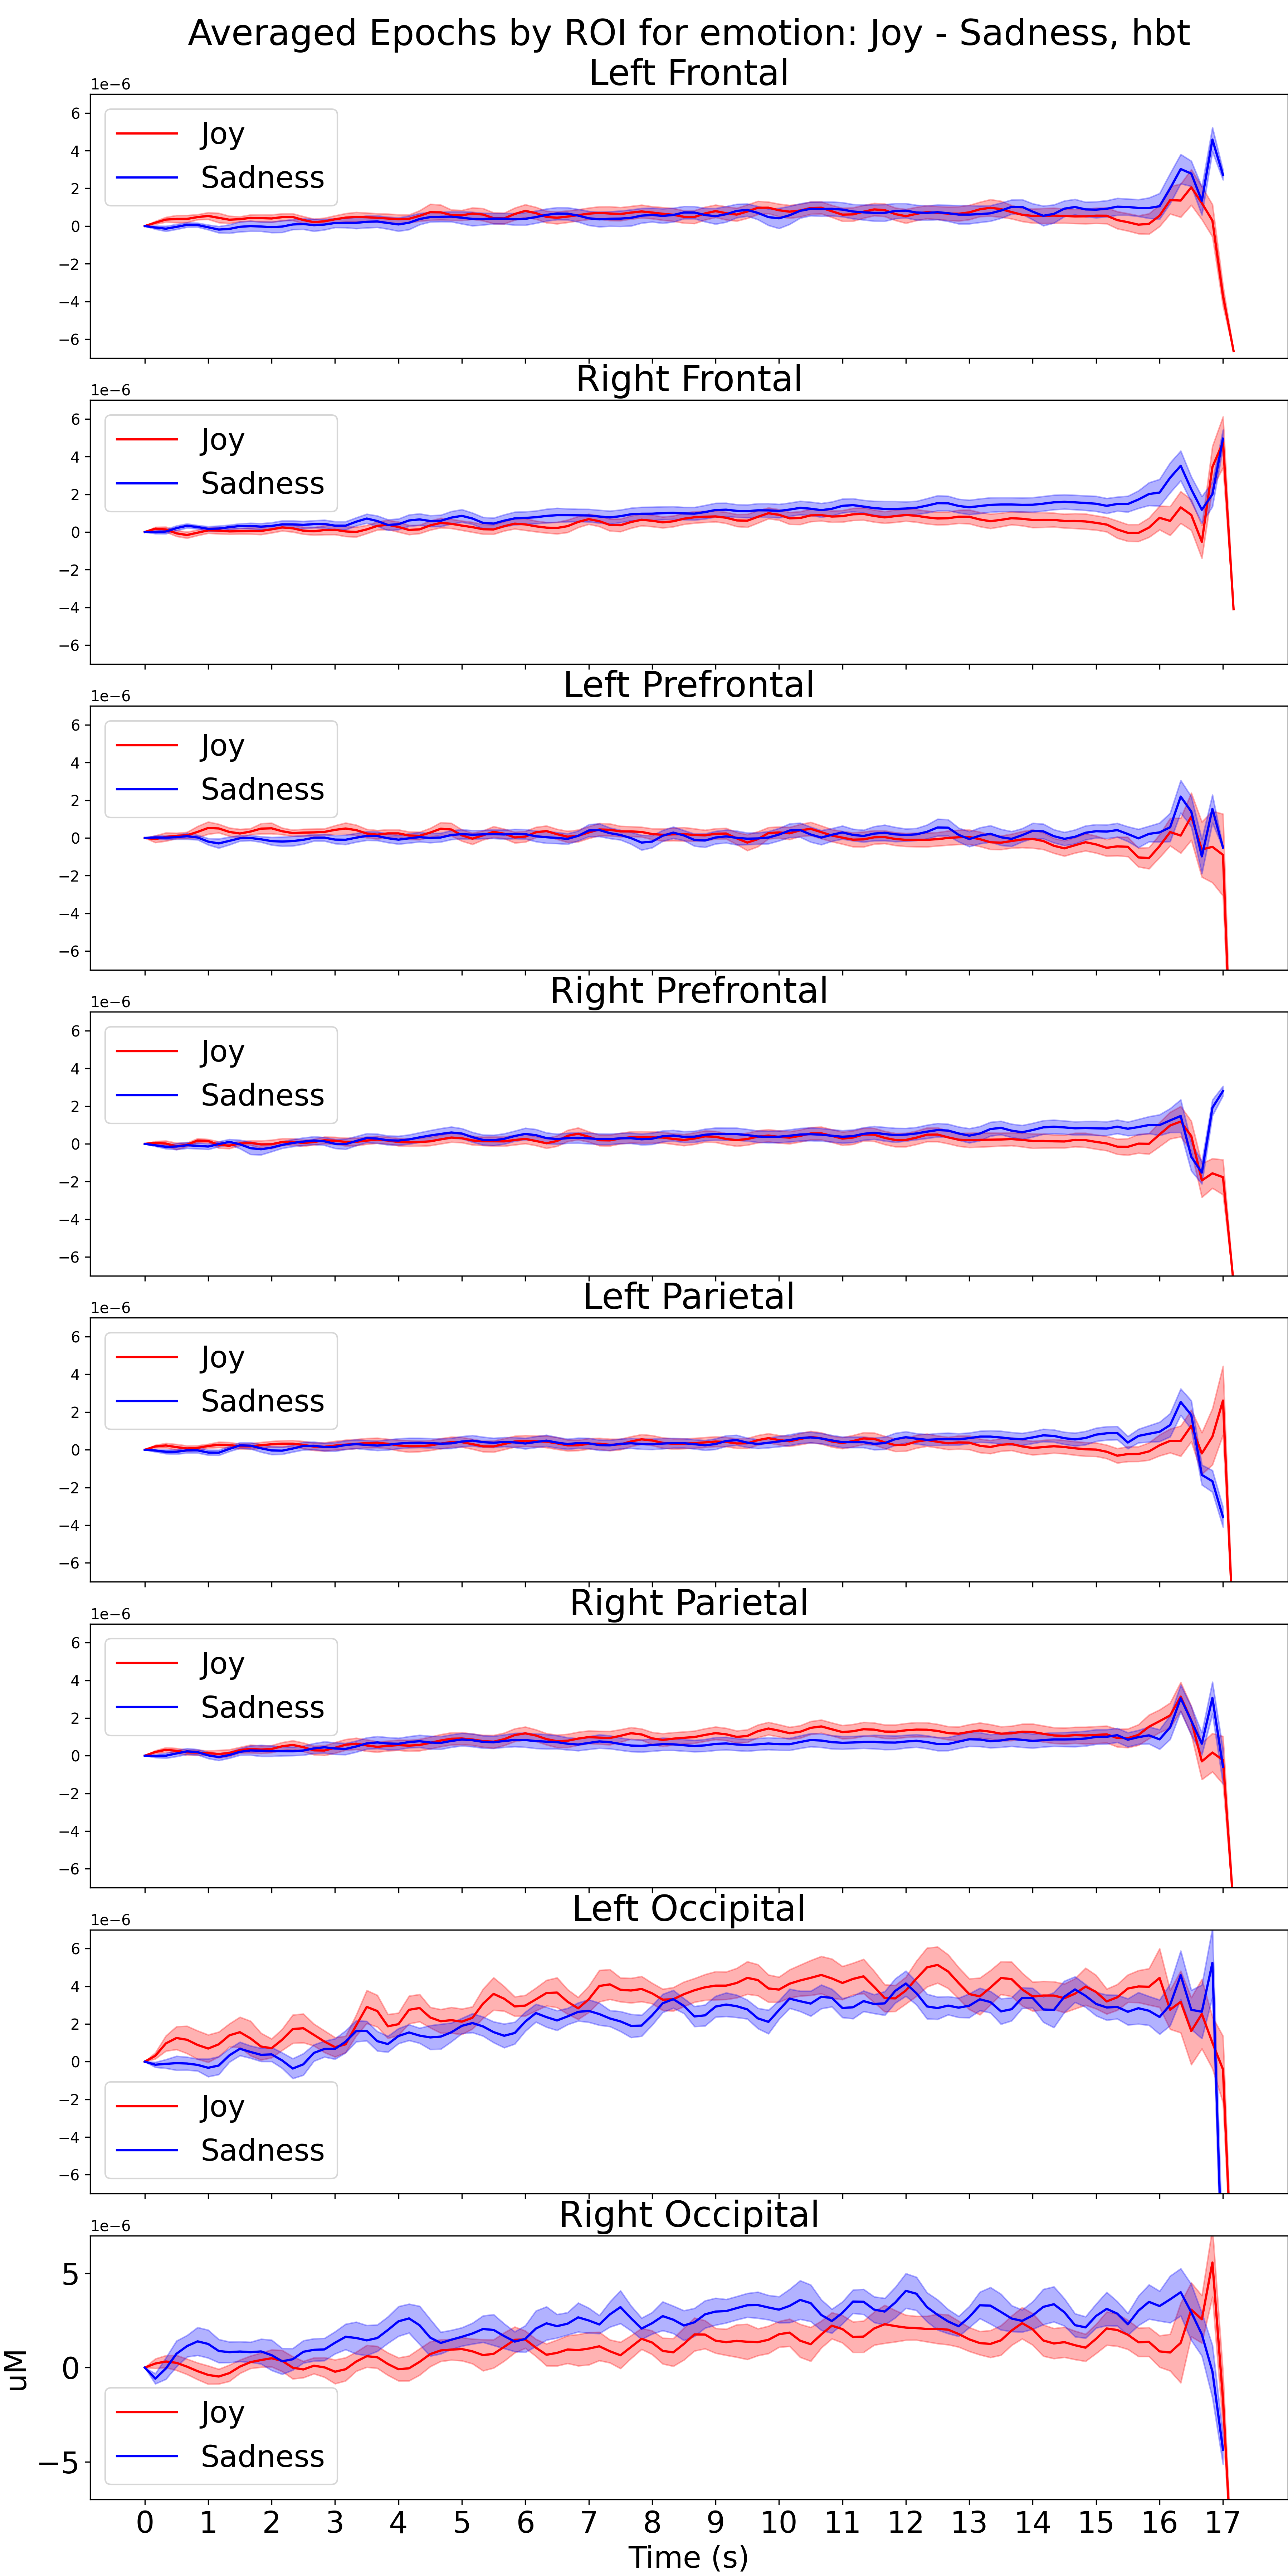 Averaged Epochs by ROI for emotion: Joy - Sadness, hbt
Left Frontal
1e−6
6
4
2
0
−2
−4
−6
Joy
Sadness
Right Frontal
1e−6
6
4
2
0
−2
−4
−6
Joy
Sadness
Left Prefrontal
1e−6
6
4
2
0
−2
−4
−6
Joy
Sadness
Right Prefrontal
1e−6
6
4
2
0
−2
−4
−6
Joy
Sadness
Left Parietal
1e−6
6
4
2
0
−2
−4
−6
Joy
Sadness
Right Parietal
1e−6
6
4
2
0
−2
−4
−6
Joy
Sadness
Left Occipital
1e−6
6
4
2
0
−2
−4
−6
Joy
Sadness
Right Occipital
1e−6
5
0
−5
uM
Joy
Sadness
0 1 2 3 4 5 6 7 8 9 10 11 12 13 14 15 16 17
Time (s)